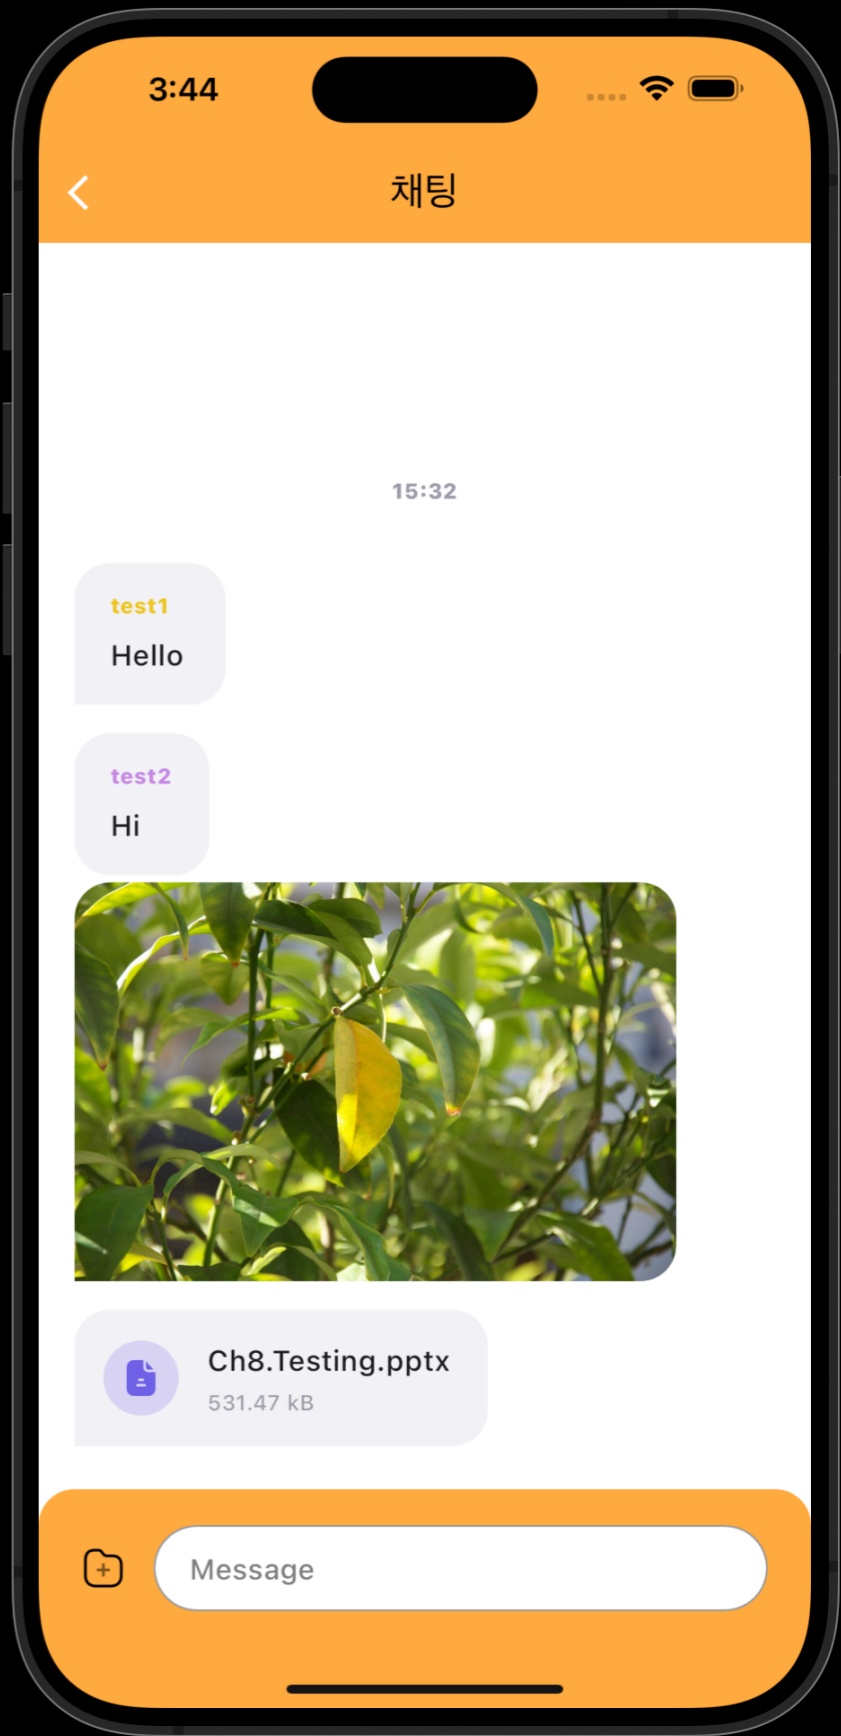 3:44
채팅
15:32
test1
Hello
test2
Hi
Ch8.Testing.pptx
531.47 kB
Message